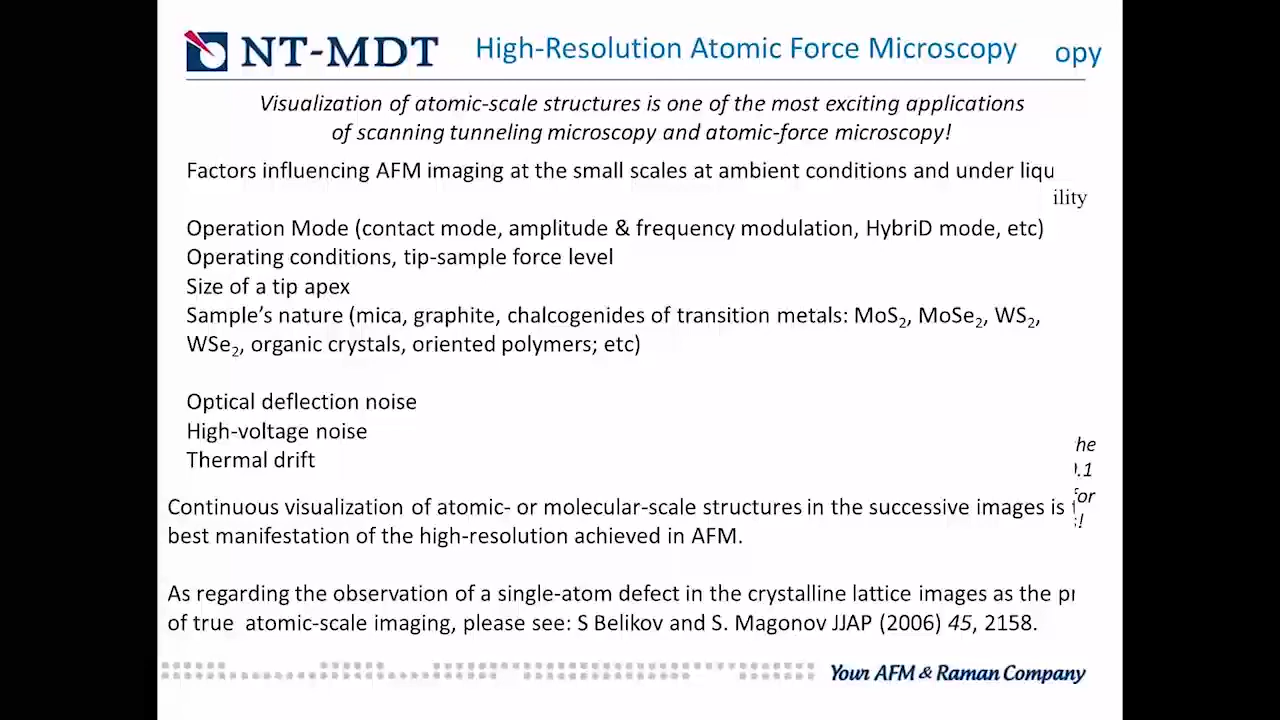 NT-MDT High-Resolution Atomic Force Microscopy opy
Visualization of atomic-scale structures is one of the most exciting applications
of scanning tunneling microscopy and atomic-force microscopy!
Factors influencing AFM imaging at the small scales at ambient conditions and under liqu
ility
Operation Mode (contact mode, amplitude & frequency modulation, HybriD mode, etc)
Operating conditions, tip-sample force level
Size of a tip apex
Sample's nature (mica, graphite, chalcogenides of transition metals: MoS2, MoSe2, WS2,
WSe2, organic crystals, oriented polymers; etc)
Optical deflection noise
High-voltage noise
Thermal drift
he
.1
for
!
Continuous visualization of atomic- or molecular-scale structures in the successive images is
best manifestation of the high-resolution achieved in AFM.
As regarding the observation of a single-atom defect in the crystalline lattice images as the
of true atomic-scale imaging, please see: S Belikov and S. Magonov JJAP (2006) 45, 2158.
Your AFM & Raman Company